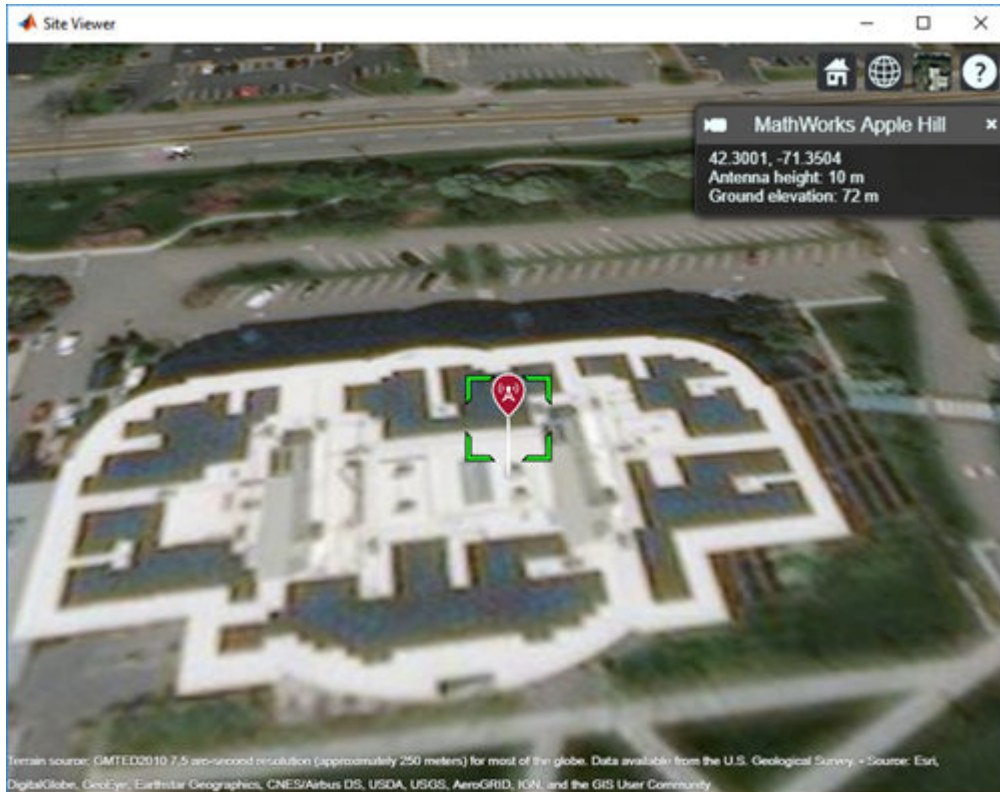 Site Viewer
?
MathWorks Apple Hill
42.3001, -71.3504
Antenna height: 10 m
Ground elevation: 72 m
Terrain source: GMTED2010 7.5 arc-second resolution (approximately 250 meters) for most of the globe. Data available from the U.S. Geological Survey. • Source: Esri,
DigitalGlobe, GeoEye, Earthstar Geographics, CNES/Airbus DS, USDA, USGS, AeroGRID, IGN, and the GIS User Community